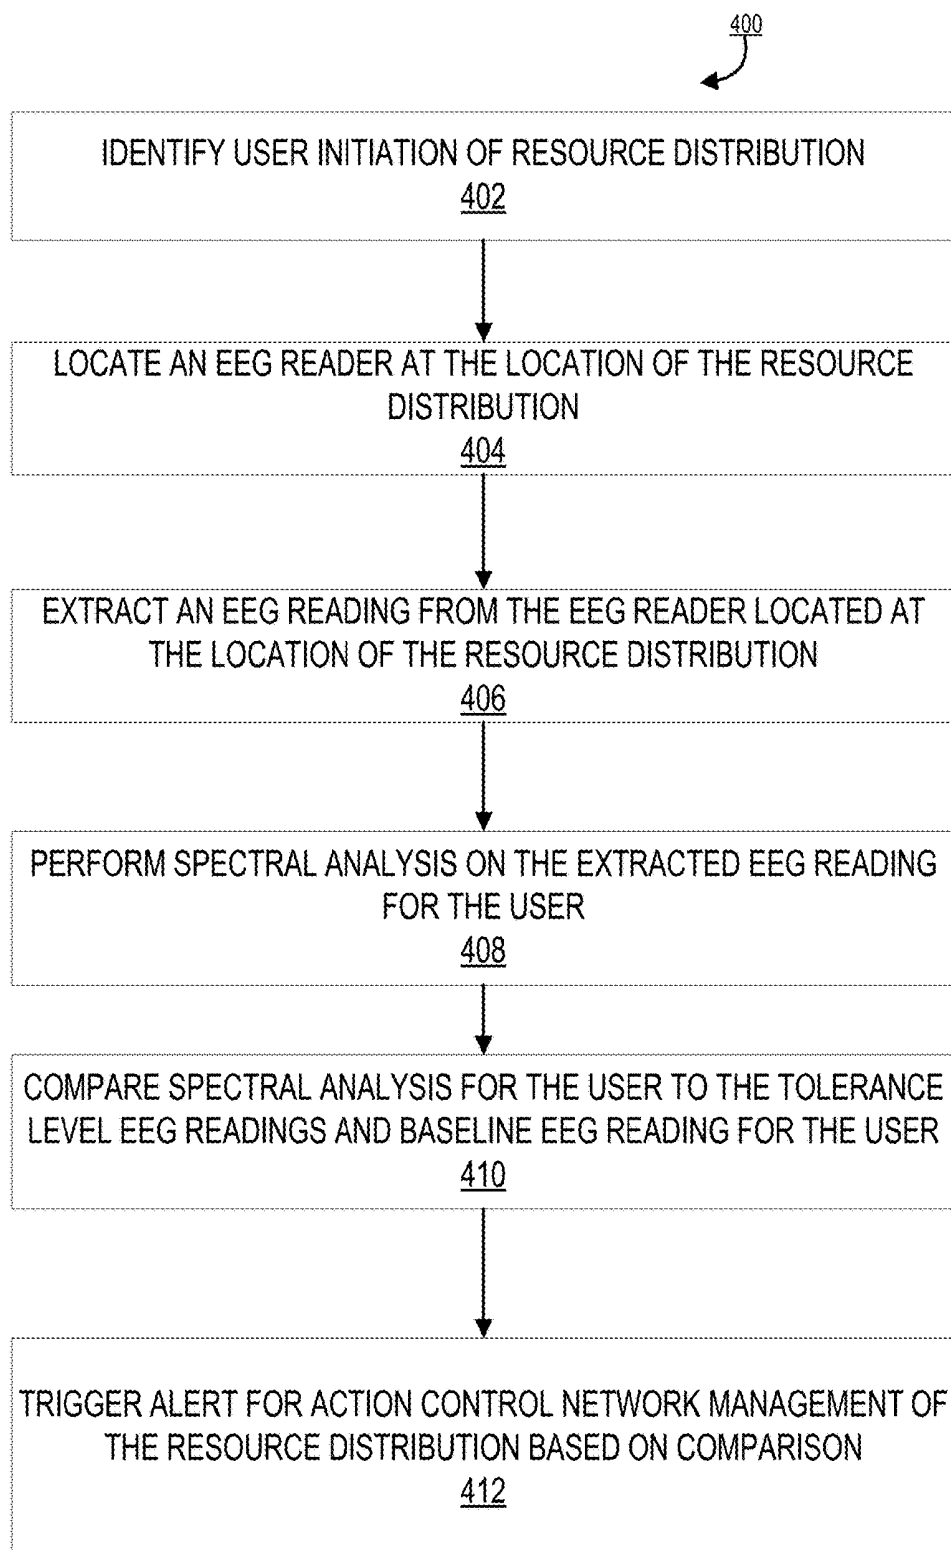 400
IDENTIFY USER INITIATION OF RESOURCE DISTRIBUTION
402
LOCATE AN EEG READER AT THE LOCATION OF THE RESOURCE
DISTRIBUTION
404
EXTRACT AN EEG READING FROM THE EEG READER LOCATED AT
THE LOCATION OF THE RESOURCE DISTRIBUTION
406
PERFORM SPECTRAL ANALYSIS ON THE EXTRACTED EEG READING
FOR THE USER
408
COMPARE SPECTRAL ANALYSIS FOR THE USER TO THE TOLERANCE
LEVEL EEG READINGS AND BASELINE EEG READING FOR THE USER
410
TRIGGER ALERT FOR ACTION CONTROL NETWORK MANAGEMENT OF
THE RESOURCE DISTRIBUTION BASED ON COMPARISON
412